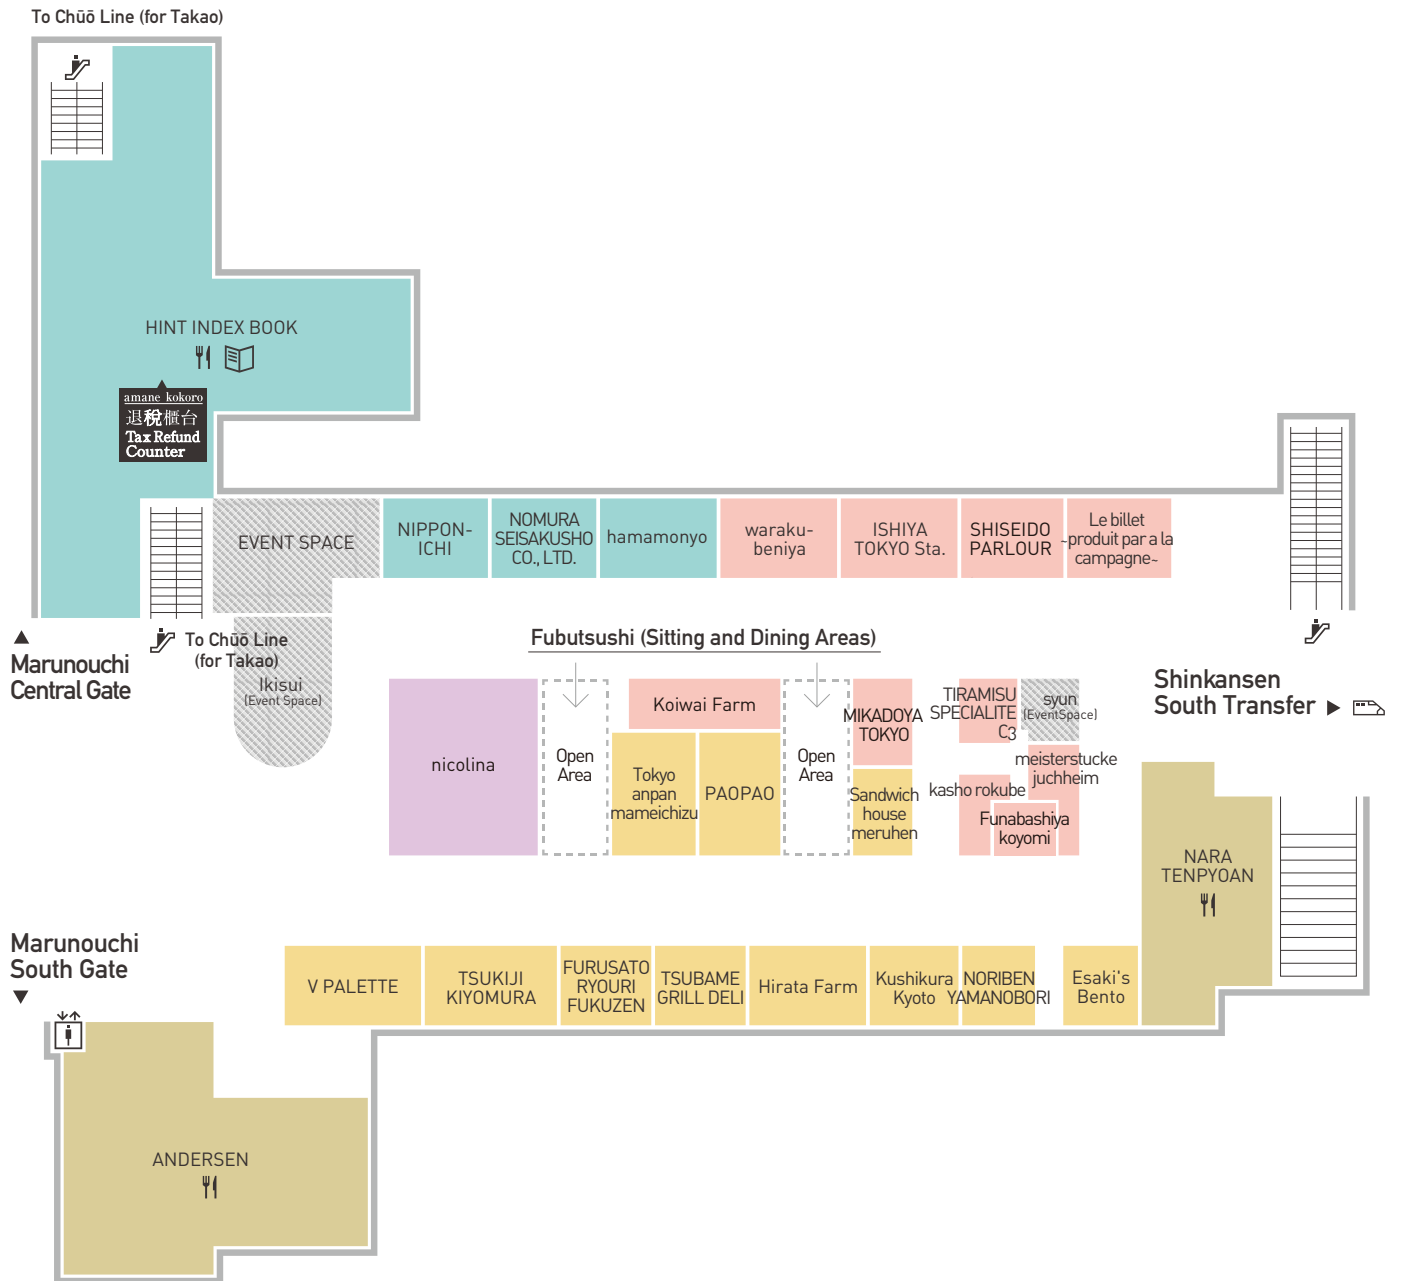 To Chūō Line (for Takao)
HINT INDEX BOOK
amane kokoro
退税櫃台
Tax Refund
Counter
EVENT SPACE
NIPPON-
ICHI
NOMURA
SEISAKUSHO
CO., LTD.
hamamonyo
waraku-
beniya
ISHIYA
TOKYO Sta.
SHISEIDO
PARLOUR
Le billet
~produit par a la
campagne~
Marunouchi
Central Gate
To Chūō Line
(for Takao)
Ikisui
(Event Space)
Fubutsushi (Sitting and Dining Areas)
Shinkansen
South Transfer
nicolina
Open
Area
Koiwai Farm
Tokyo
anpan
mameichizu
PAOPAO
Open
Area
MIKADOYA
TOKYO
Sandwich
house
meruhen
TIRAMISU
SPECIALITE
C3
syun
(EventSpace)
meisterstucke
juchheim
kasho rokube
Funabashiya
koyomi
NARA
TENPYOAN
Marunouchi
South Gate
V PALETTE
TSUKIJI
KIYOMURA
FURUSATO
RYOURI
FUKUZEN
TSUBAME
GRILL DELI
Hirata Farm
Kushikura
Kyoto
NORIBEN
YAMANOBORI
Esaki's
Bento
ANDERSEN